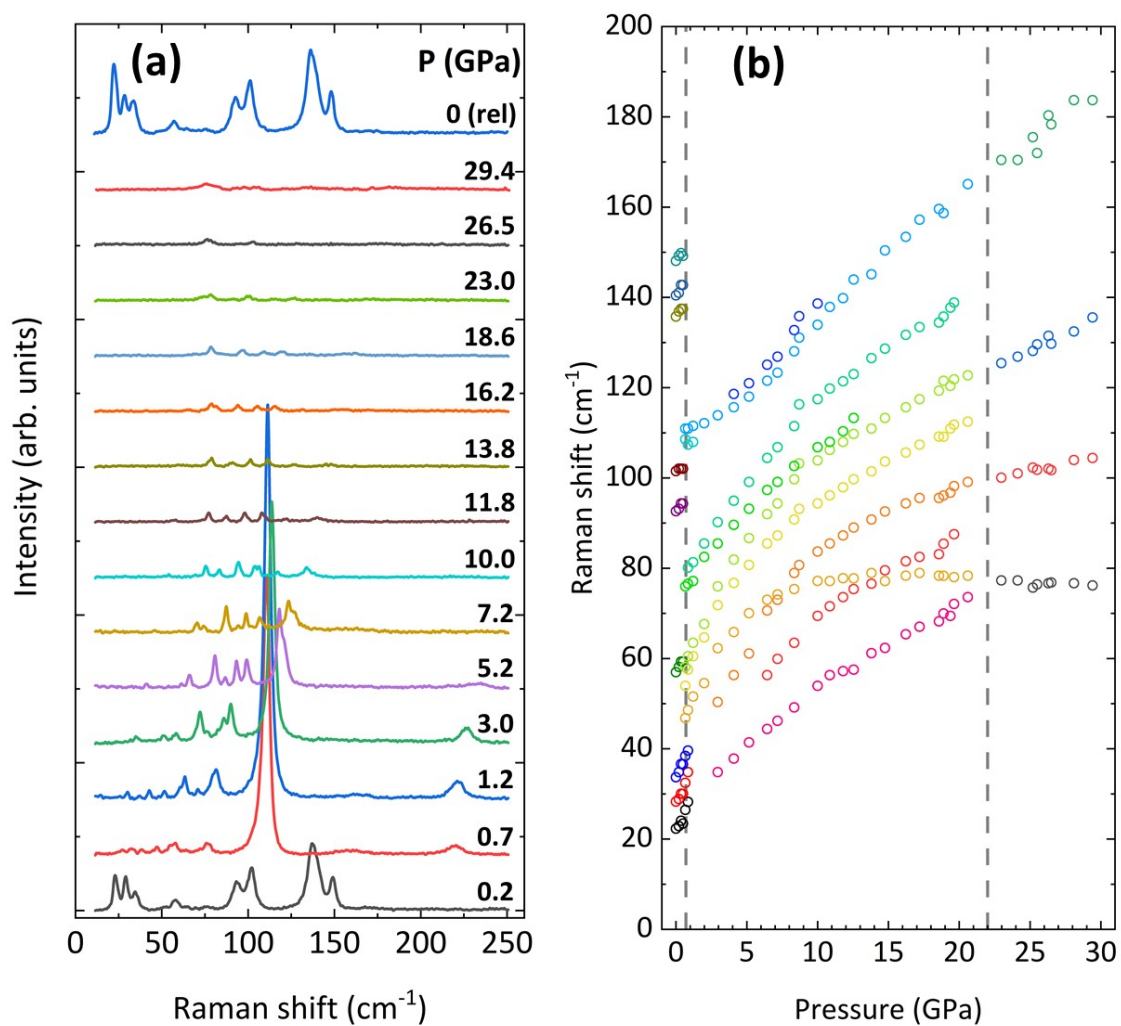 (a)
P (GPa)
0 (rel)
29.4
26.5
23.0
18.6
16.2
13.8
11.8
10.0
7.2
5.2
3.0
1.2
0.7
0.2
0 50 100 150 200 250
Raman shift (cm-1)
Intensity (arb. units)
(b)
200
180
160
140
120
100
80
60
40
20
0
0 5 10 15 20 25 30
Pressure (GPa)
Raman shift (cm-1)